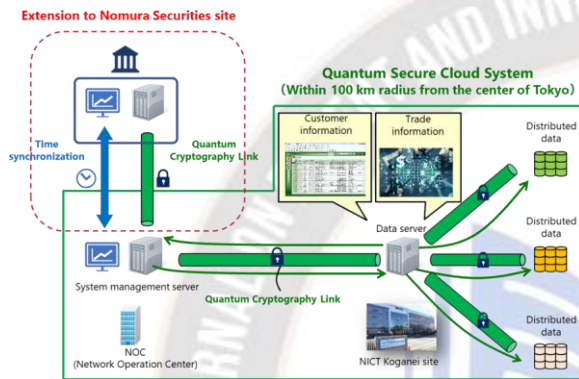 Extension to Nomura Securities site
Quantum Secure Cloud System
(Within 100 km radius from the center of Tokyo)
Customer
information
Trade
information
Distributed
data
Time
synchronization
Quantum
Cryptography Link
Data server
Distributed
data
System management server
Quantum Cryptography Link
NOC
(Network Operation Center)
NICT Koganei site
Distributed
data